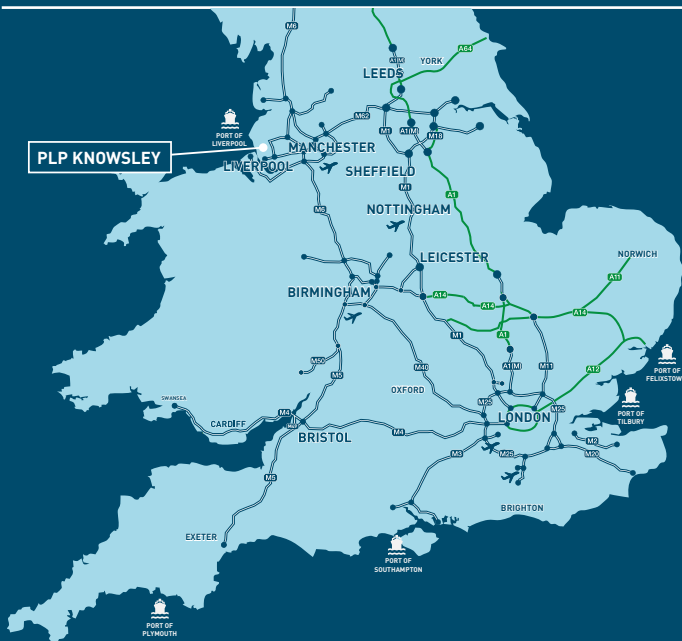 M6
A1(M)
A64
YORK
LEEDS
M62
M1
A1(M)
M18
PORT OF
LIVERPOOL
PLP KNOWSLEY
MANCHESTER
LIVERPOOL
SHEFFIELD
M1
A1
M6
NOTTINGHAM
LEICESTER
NORWICH
A11
BIRMINGHAM
A14
A14
A14
M1
A1
M50
M5
M40
A1(M)
M11
A12
PORT OF
FELIXSTOWE
OXFORD
SWANSEA
M4
CARDIFF
M25
LONDON
M25
PORT OF
TILBURY
BRISTOL
M4
M3
M25
M2
M20
M5
BRIGHTON
EXETER
PORT OF
SOUTHAMPTON
PORT OF
PLYMOUTH